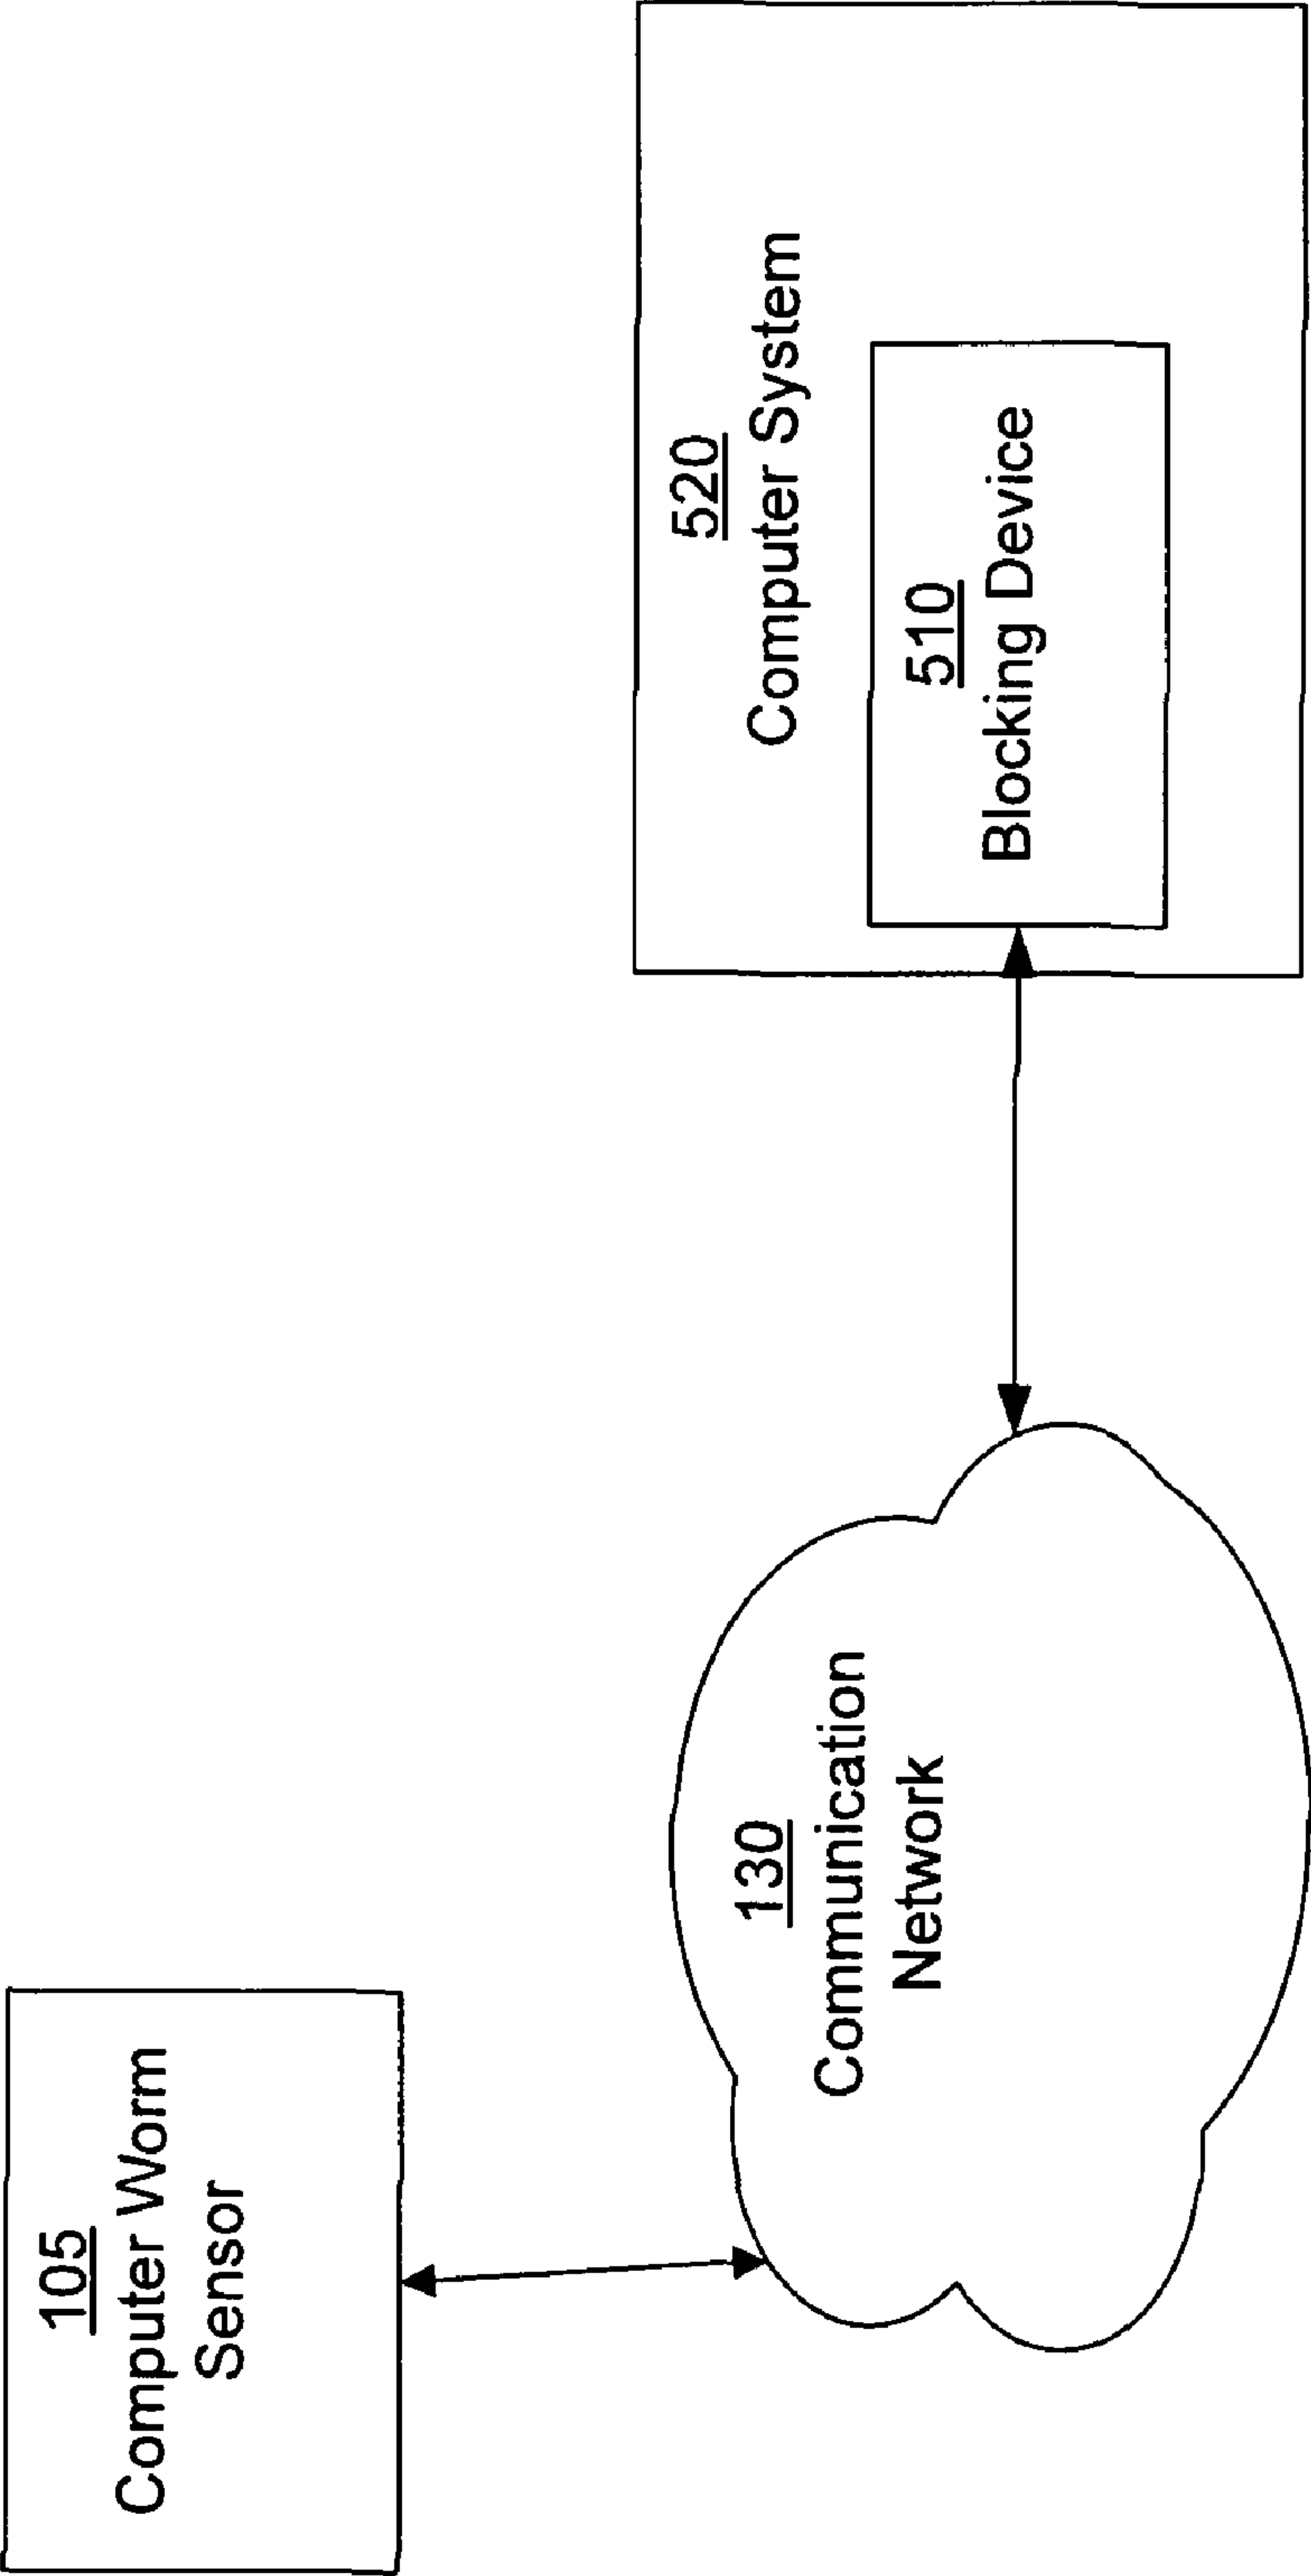 105
Computer Worm
Sensor
130
Communication
Network
520
Computer System
510
Blocking Device